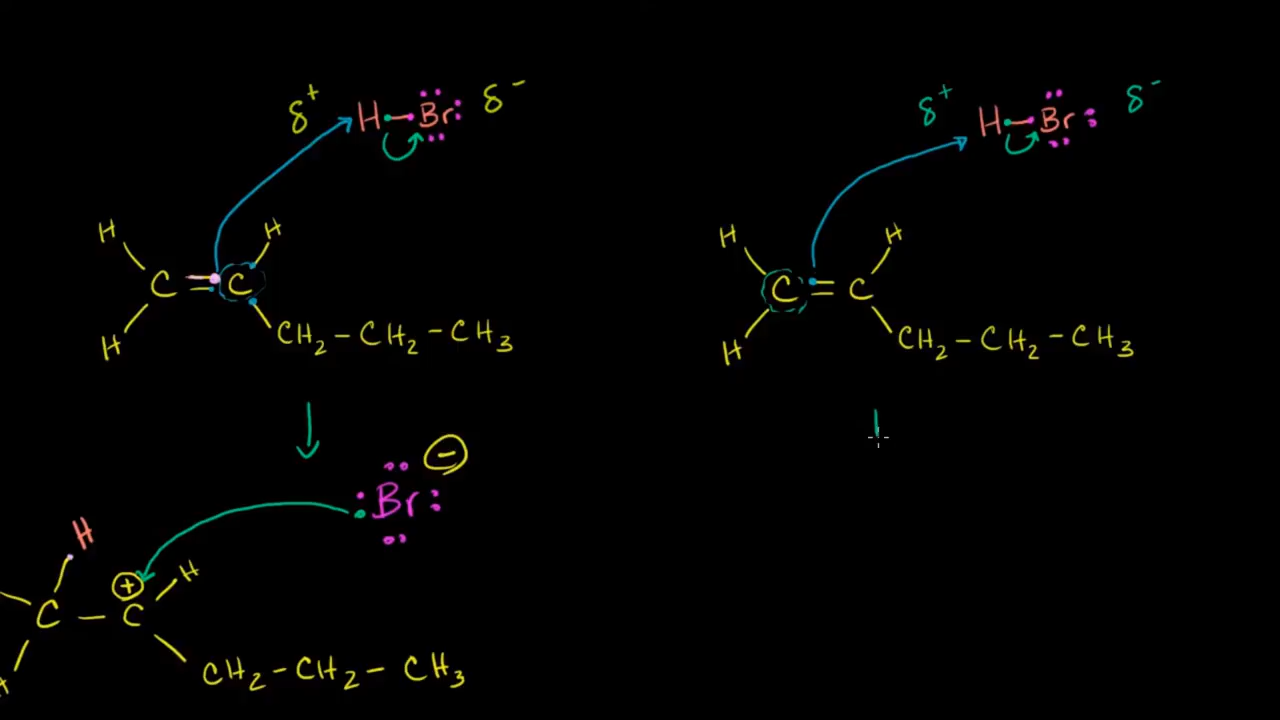 δ+ H–Br δ−
H H
C=C
H CH2–CH2–CH3
Br −
H
+ H
C–C
H CH2–CH2–CH3
δ+ H–Br δ−
H H
C=C
H CH2–CH2–CH3